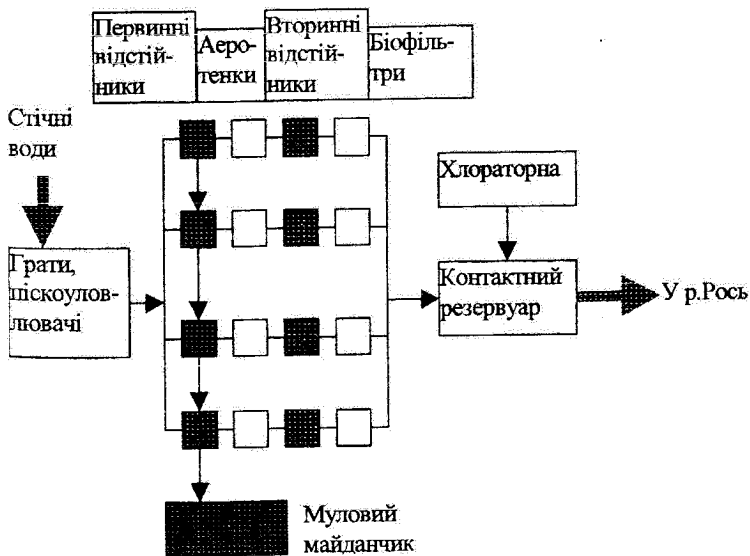 Первинні
відстій-
ники
Аеро-
тенки
Вторинні
відстій-
ники
Біофіль-
три
Стічні
води
Грати,
піскоулов-
лювачі
Хлораторна
Контактний
резервуар
У р.Рось
Муловий
майданчик